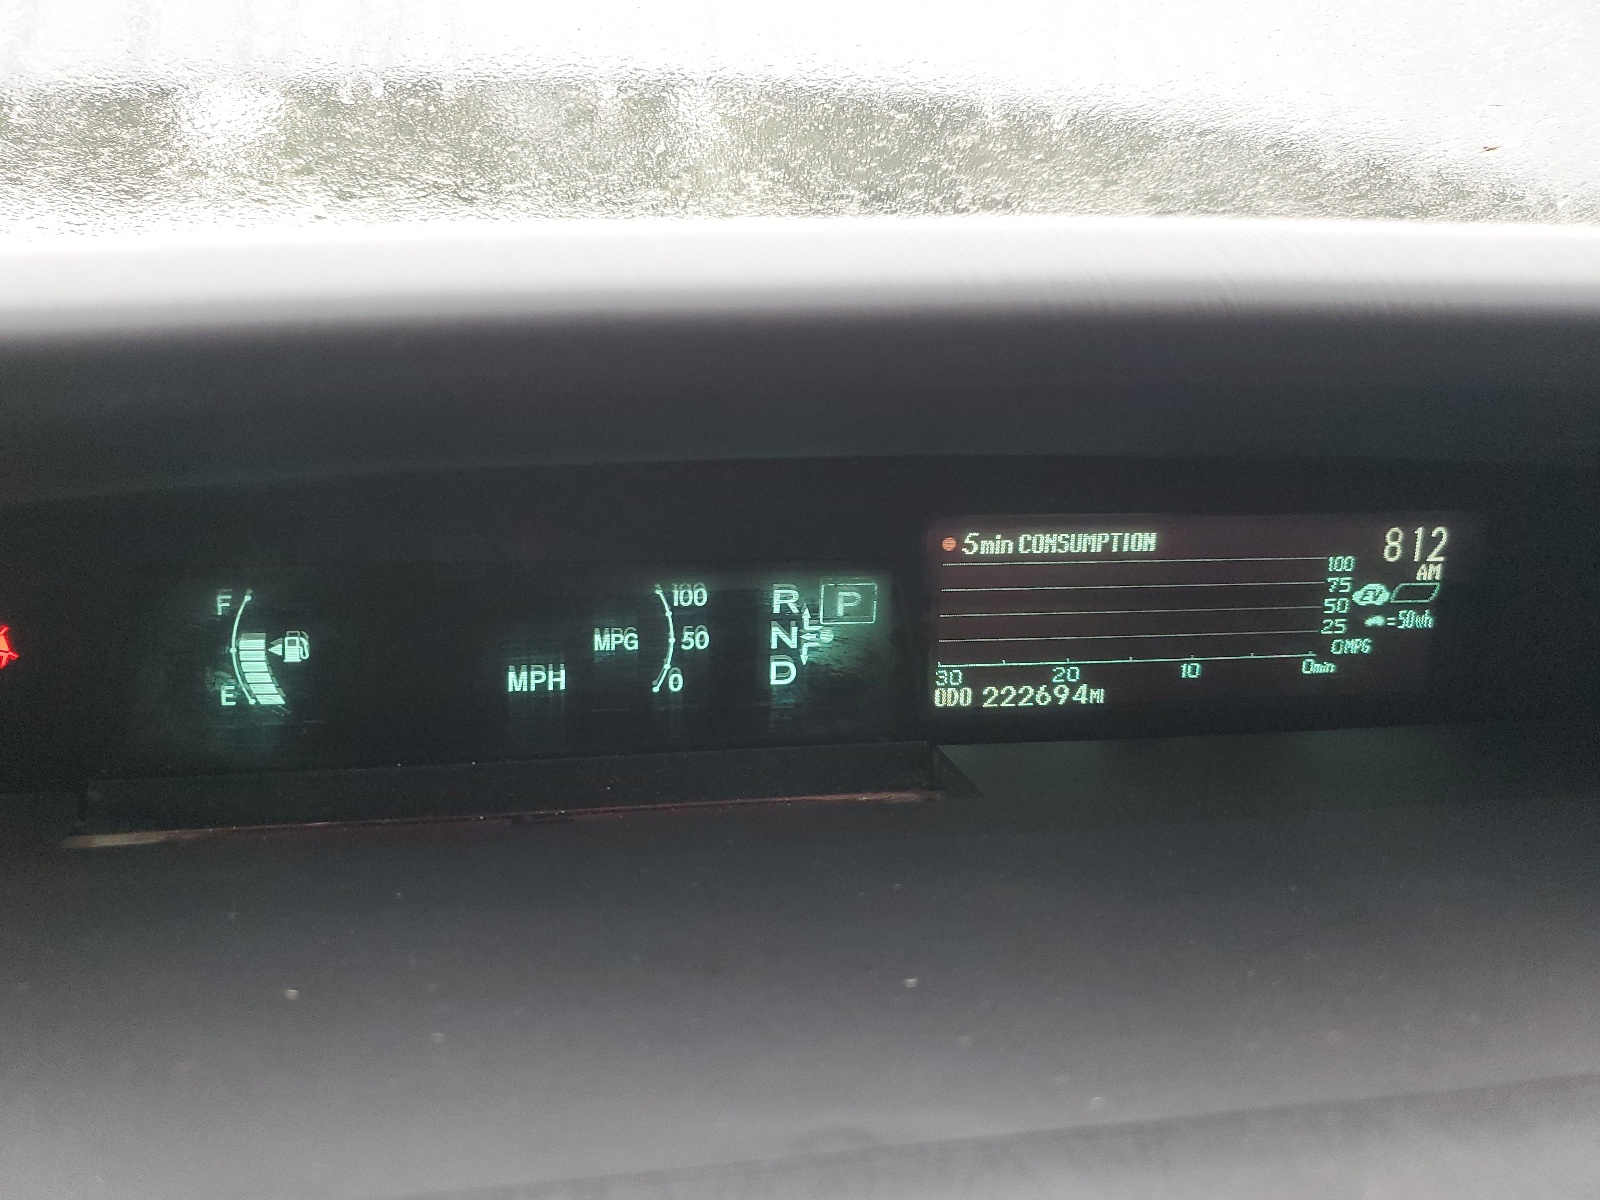 F
E
MPH
MPG
100
50
0
R
N
D
P
5min CONSUMPTION
812
AM
100
75
50
25
0MPG
EV
=50Wh
30
20
10
0min
ODO 222694MI